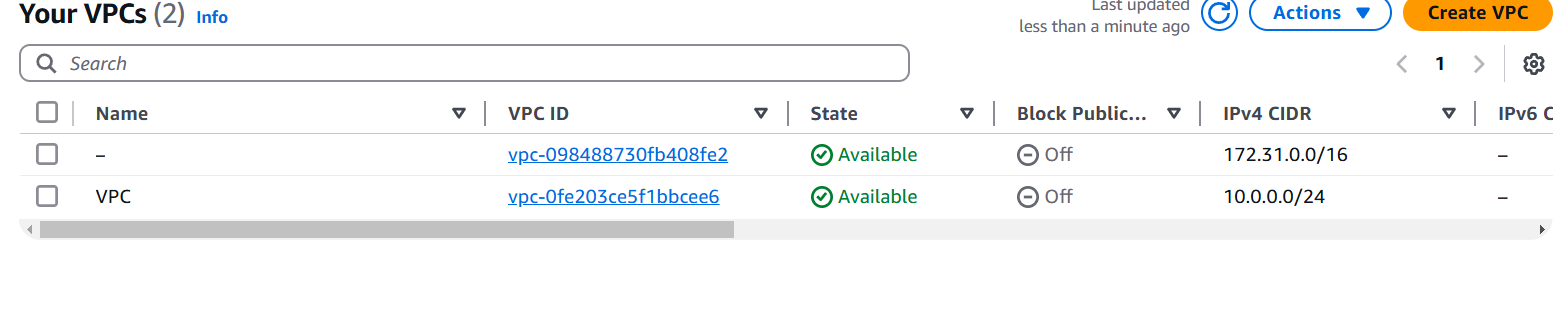 Your VPCs (2) Info
Last updated
less than a minute ago
Actions
Create VPC
Search
1
Name VPC ID State Block Public... IPv4 CIDR IPv6 C
– vpc-098488730fb408fe2 Available Off 172.31.0.0/16 –
VPC vpc-0fe203ce5f1bbcee6 Available Off 10.0.0.0/24 –